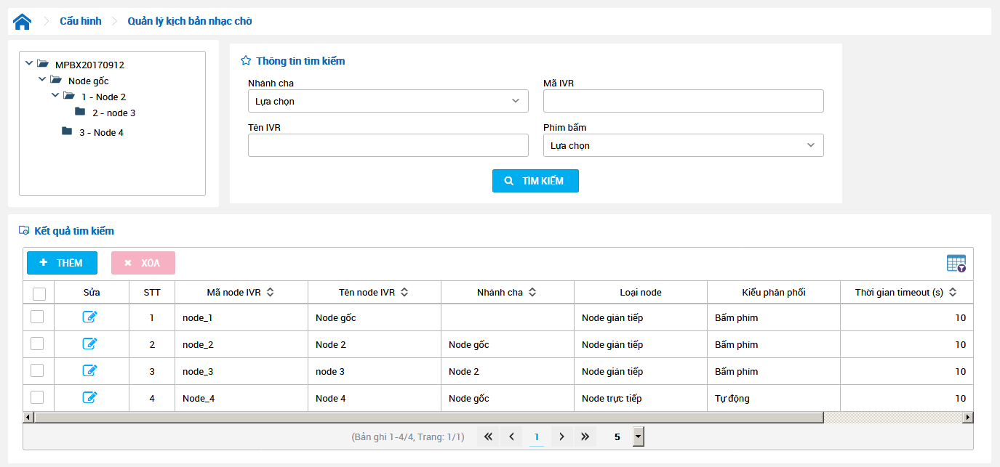 Cấu hình
Quản lý kịch bản nhạc chờ
MPBX20170912
Node gốc
1 - Node 2
2 - node 3
3 - Node 4
Thông tin tìm kiếm
Nhánh cha
Mã IVR
Lựa chọn
Tên IVR
Phím bấm
Lựa chọn
TÌM KIẾM
Kết quả tìm kiếm
THÊM
XÓA
Sửa STT Mã node IVR Tên node IVR Nhánh cha Loại node Kiểu phân phối Thời gian timeout (s)
1 node_1 Node gốc Node gián tiếp Bấm phím 10
2 node_2 Node 2 Node gốc Node gián tiếp Bấm phím 10
3 node_3 node 3 Node 2 Node gián tiếp Bấm phím 10
4 Node_4 Node 4 Node gốc Node trực tiếp Tự động 10
(Bản ghi 1-4/4, Trang: 1/1) 1 5